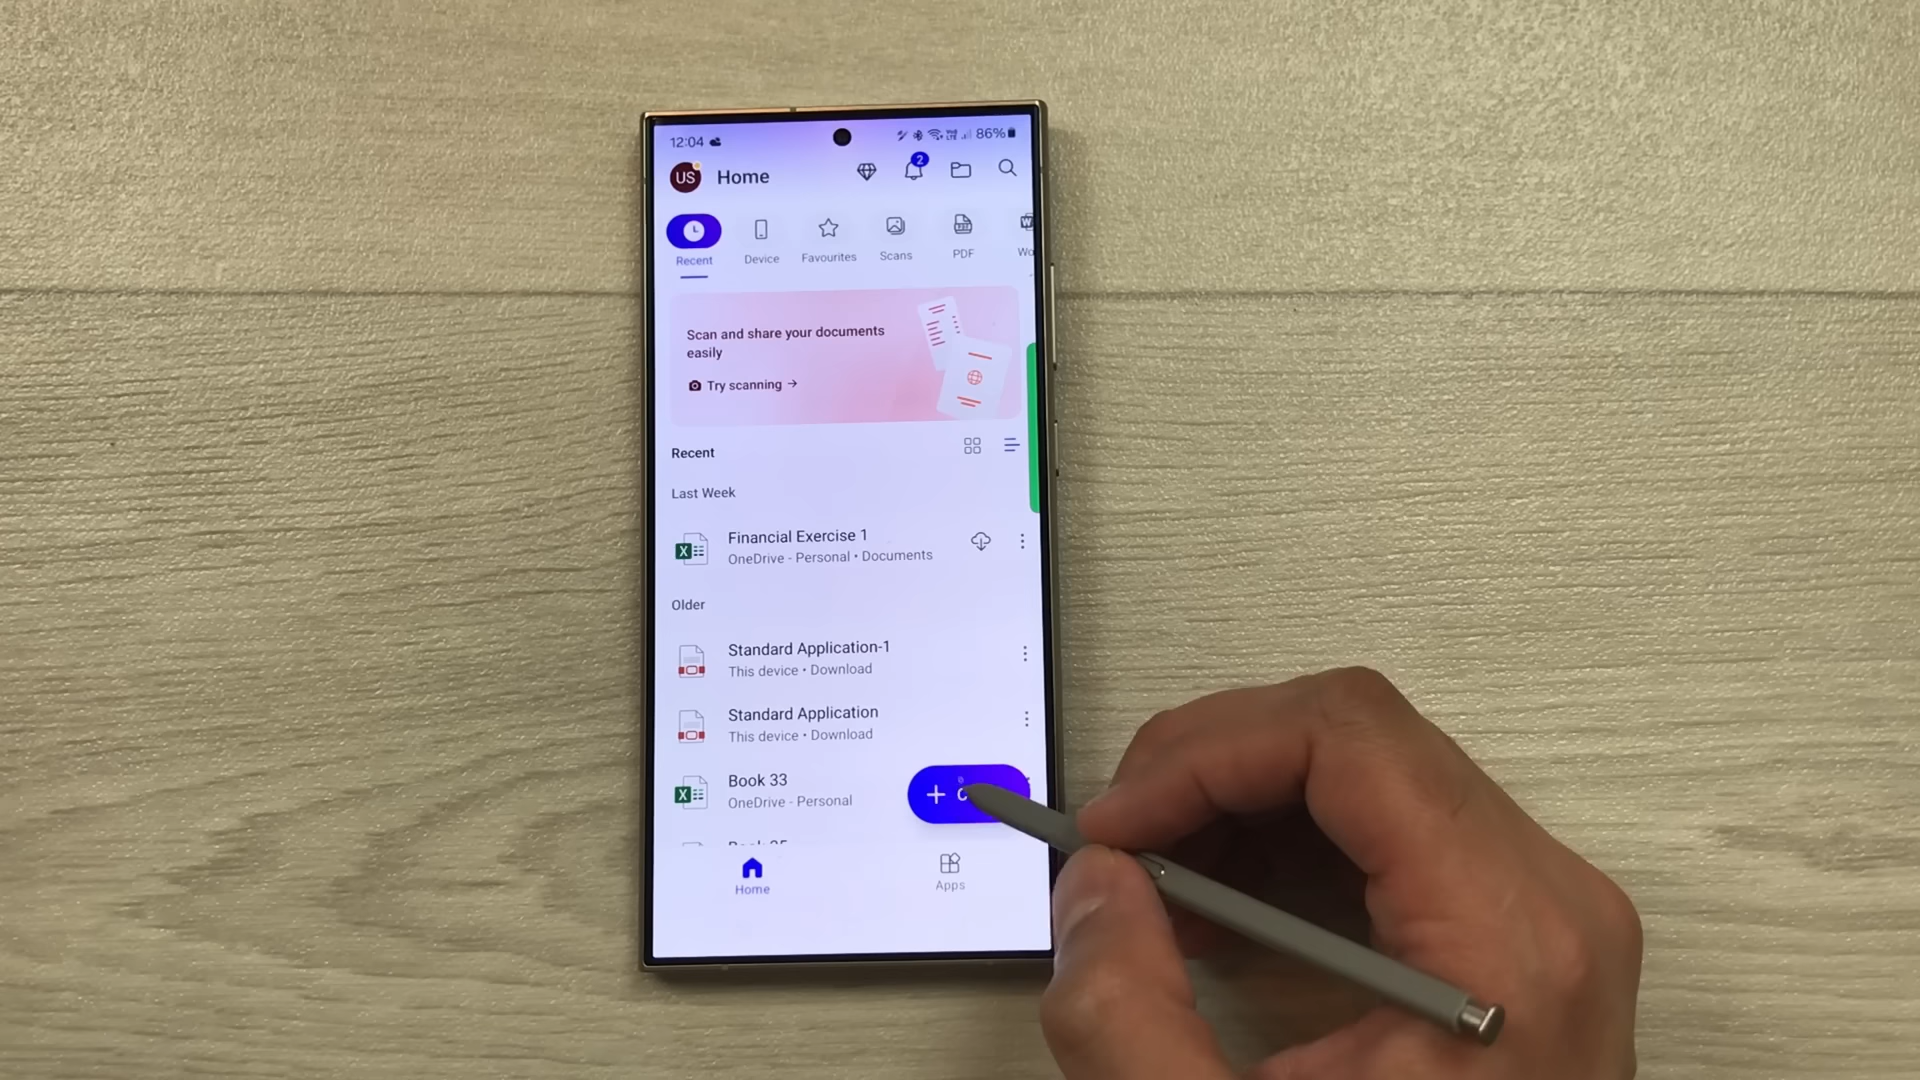 12:04 86%
US Home 2
Recent Device Favourites Scans PDF
Scan and share your documents
easily
Try scanning →
Recent
Last Week
Financial Exercise 1
OneDrive - Personal • Documents
Older
Standard Application-1
This device • Download
Standard Application
This device • Download
Book 33
OneDrive - Personal
Home Apps